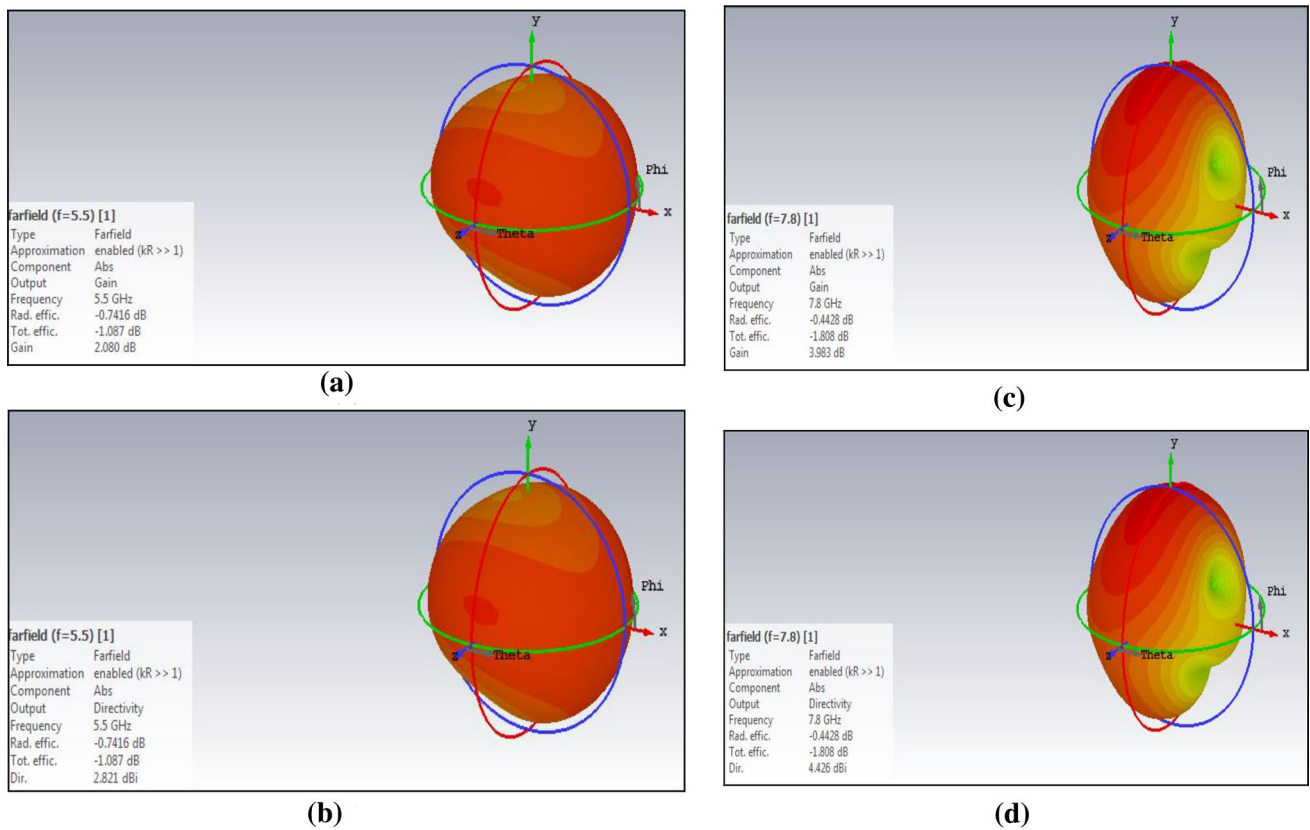 y
Phi
x
z
Theta
farfield (f=5.5) [1]
Type Farfield
Approximation enabled (kR >> 1)
Component Abs
Output Gain
Frequency 5.5 GHz
Rad. effic. -0.7416 dB
Tot. effic. -1.087 dB
Gain 2.080 dB
(a)
y
Phi
x
z
Theta
farfield (f=5.5) [1]
Type Farfield
Approximation enabled (kR >> 1)
Component Abs
Output Directivity
Frequency 5.5 GHz
Rad. effic. -0.7416 dB
Tot. effic. -1.087 dB
Dir. 2.821 dBi
(b)
y
Phi
x
z
Theta
farfield (f=7.8) [1]
Type Farfield
Approximation enabled (kR >> 1)
Component Abs
Output Gain
Frequency 7.8 GHz
Rad. effic. -0.4428 dB
Tot. effic. -1.808 dB
Gain 3.983 dB
(c)
y
Phi
x
z
Theta
farfield (f=7.8) [1]
Type Farfield
Approximation enabled (kR >> 1)
Component Abs
Output Directivity
Frequency 7.8 GHz
Rad. effic. -0.4428 dB
Tot. effic. -1.808 dB
Dir. 4.426 dBi
(d)